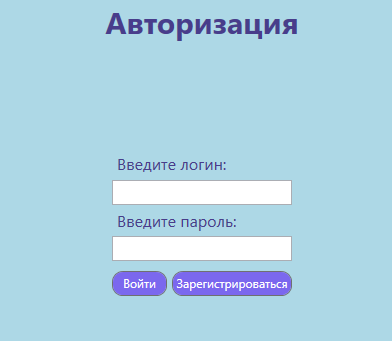 Авторизация
Введите логин:
Введите пароль:
Войти Зарегистрироваться